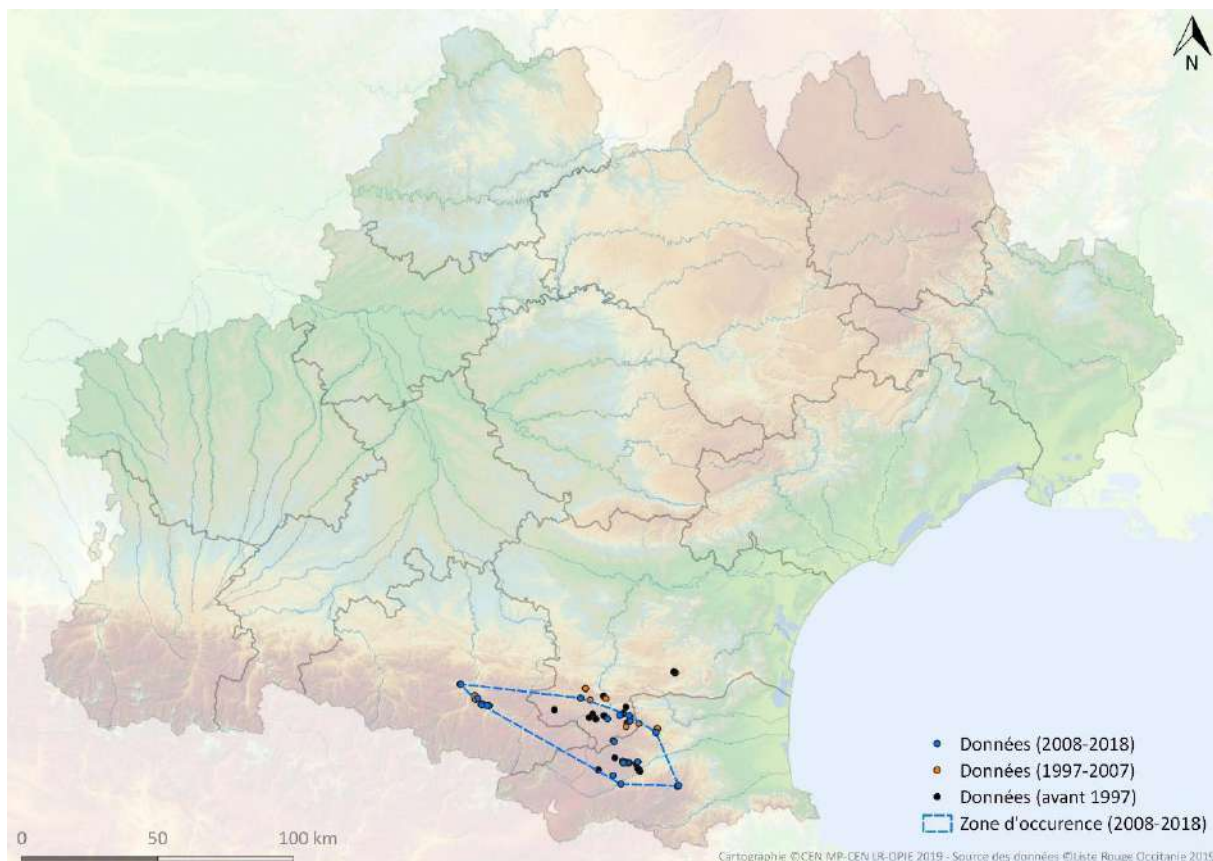 N
Données (2008-2018)
Données (1997-2007)
Données (avant 1997)
Zone d'occurence (2008-2018)
0 50 100 km
Cartographie ©CEN MP-CEN LR-OPIE 2019 - Source des données ©Liste Rouge Occitanie 2019